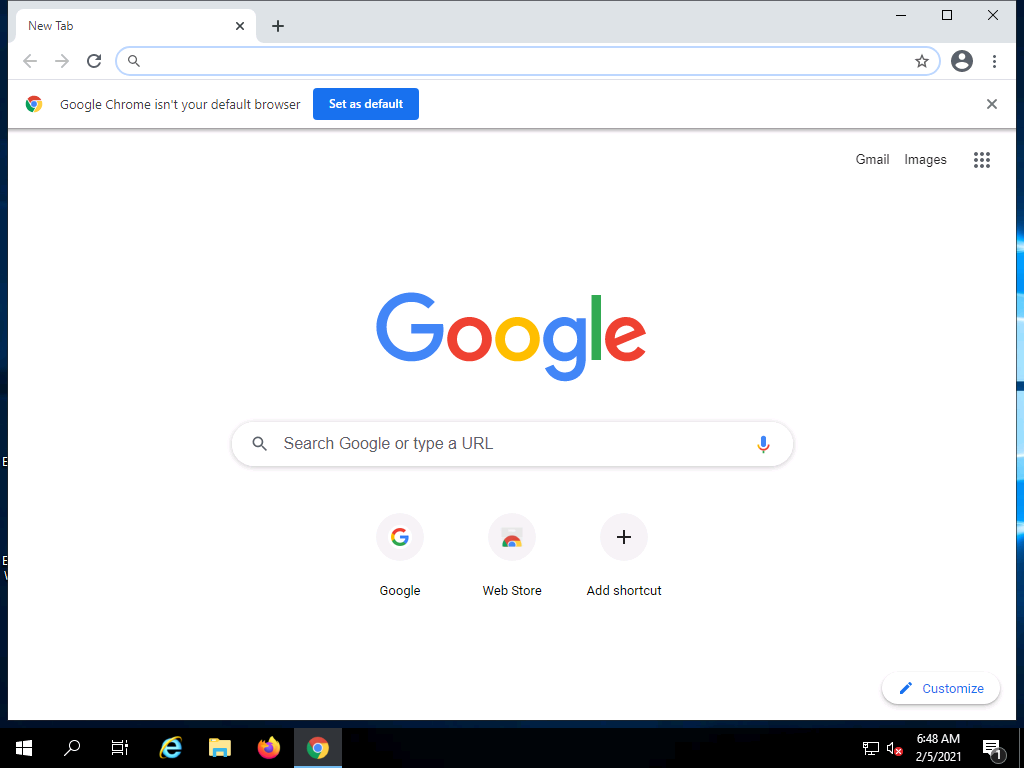 New Tab
Google Chrome isn't your default browser
Set as default
Gmail
Images
Google
Search Google or type a URL
Google
Web Store
Add shortcut
Customize
E
E
6:48 AM
2/5/2021
1